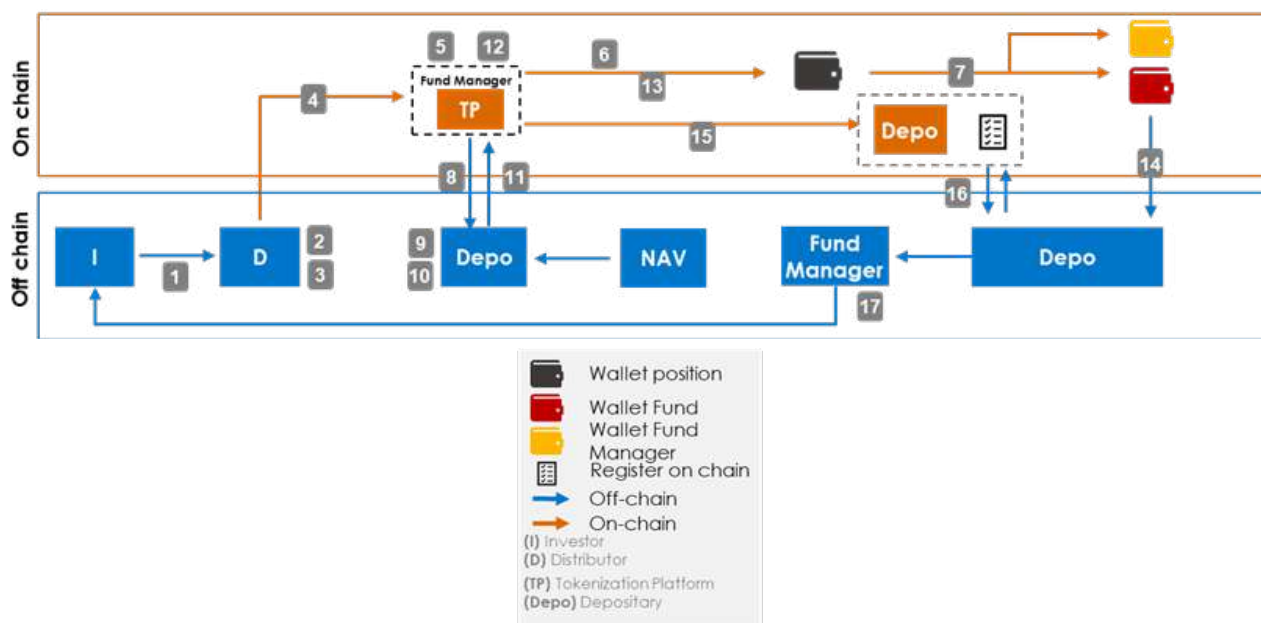 On chain
5
12
6
Fund Manager
TP
4
13
7
15
Depo
8
11
14
16
Off chain
I
1
D
2
3
9
10
Depo
NAV
Fund
Manager
Depo
17
Wallet position
Wallet Fund
Wallet Fund
Manager
Register on chain
Off-chain
On-chain
(I) Investor
(D) Distributor
(TP) Tokenization Platform
(Depo) Depositary